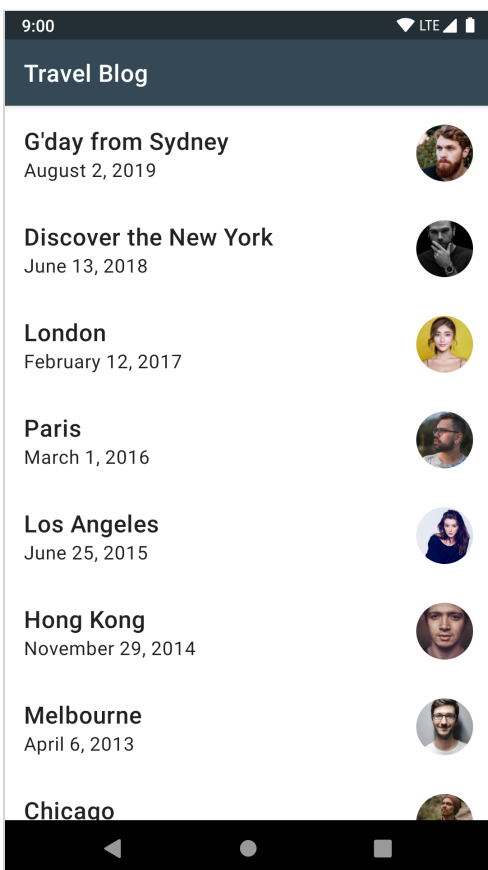 9:00 LTE
Travel Blog
G'day from Sydney
August 2, 2019
Discover the New York
June 13, 2018
London
February 12, 2017
Paris
March 1, 2016
Los Angeles
June 25, 2015
Hong Kong
November 29, 2014
Melbourne
April 6, 2013
Chicago